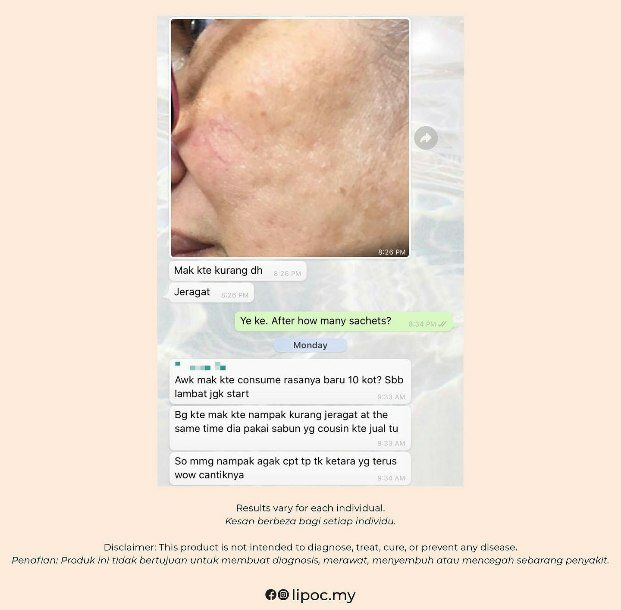 8:26 PM
Mak kte kurang dh 8:26 PM
Jeragat 8:26 PM
Ye ke. After how many sachets? 8:34 PM
Monday
Awk mak kte consume rasanya baru 10 kot? Sbb
lambat jgk start 9:33 AM
Bg kte mak kte nampak kurang jeragat at the
same time dia pakai sabun yg cousin kte jual tu
9:33 AM
So mmg nampak agak cpt tp tk ketara yg terus
wow cantiknya 9:34 AM
Results vary for each individual.
Kesan berbeza bagi setiap individu.
Disclaimer: This product is not intended to diagnose, treat, cure, or prevent any disease.
Penafian: Produk ini tidak bertujuan untuk membuat diagnosis, merawat, menyembuh atau mencegah sebarang penyakit.
lipoc.my